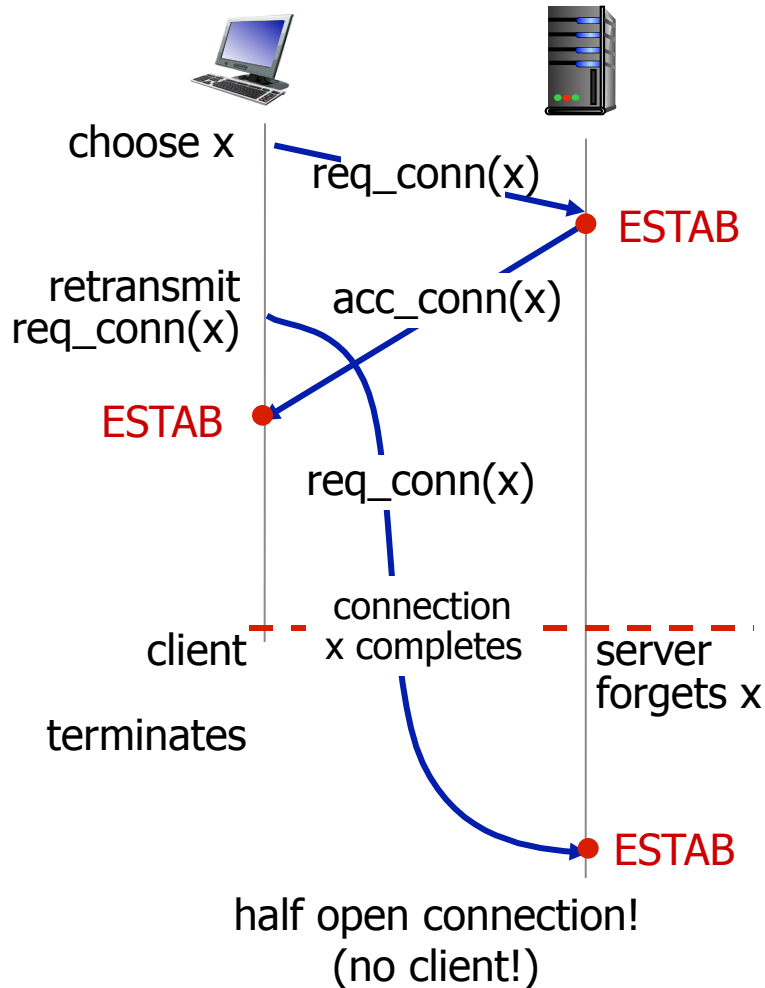 choose x
req_conn(x)
ESTAB
retransmit
req_conn(x)
acc_conn(x)
ESTAB
req_conn(x)
connection
x completes
client
server
forgets x
terminates
ESTAB
half open connection!
(no client!)